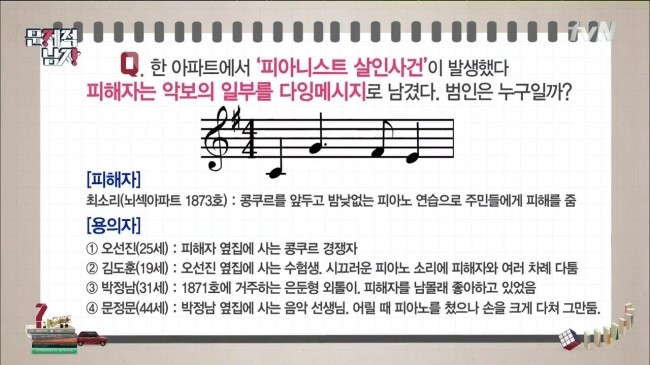 문제적 남자
tvN
Q. 한 아파트에서 '피아니스트 살인사건'이 발생했다
피해자는 악보의 일부를 다잉메시지로 남겼다. 범인은 누구일까?
4
4
[피해자]
최소리(뇌섹아파트 1873호) : 콩쿠르를 앞두고 밤낮없는 피아노 연습으로 주민들에게 피해를 줌
[용의자]
① 오선진(25세) : 피해자 옆집에 사는 콩쿠르 경쟁자
② 김도훈(19세) : 오선진 옆집에 사는 수험생. 시끄러운 피아노 소리에 피해자와 여러 차례 다툼
③ 박정남(31세) : 1871호에 거주하는 은둔형 외톨이. 피해자를 남몰래 좋아하고 있었음
④ 문정문(44세) : 박정남 옆집에 사는 음악 선생님. 어릴 때 피아노를 쳤으나 손을 크게 다쳐 그만둠.
7